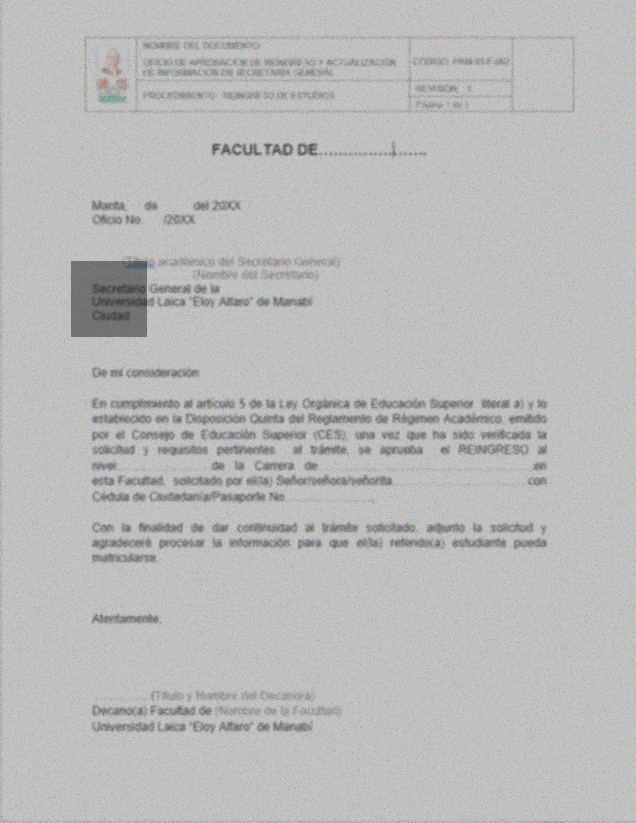 NOMBRE DEL DOCUMENTO:
OFICIO DE APROBACIÓN DE REINGRESO Y ACTUALIZACIÓN
DE INFORMACIÓN EN SECRETARÍA GENERAL
CÓDIGO:
PROCEDIMIENTO: REINGRESO DE ESTUDIOS
REVISIÓN: 1
Página 1 de 1
FACULTAD DE..........................
Manta, de del 20XX
Oficio No /20XX
(Título académico del Secretario General)
(Nombre del Secretario)
Secretario General de la
Universidad Laica "Eloy Alfaro" de Manabí
Ciudad
De mi consideración
En cumplimiento al artículo 5 de la Ley Orgánica de Educación Superior literal a) y lo
establecido en la Disposición Quinta del Reglamento de Régimen Académico, emitido
por el Consejo de Educación Superior (CES), una vez que ha sido verificada la
solicitud y requisitos pertinentes al trámite, se aprueba el REINGRESO al
nivel.............................. de la Carrera de..................................................................en
esta Facultad, solicitado por el(la) Señor/señora/señorita..........................................con
Cédula de Ciudadanía/Pasaporte No............................
Con la finalidad de dar continuidad al trámite solicitado, adjunto la solicitud y
agradeceré procesar la información para que el(la) referido(a) estudiante pueda
matricularse.
Atentamente,
.................. (Título y Nombre del Decano/a)
Decano(a) Facultad de (Nombre de la Facultad)
Universidad Laica "Eloy Alfaro" de Manabí